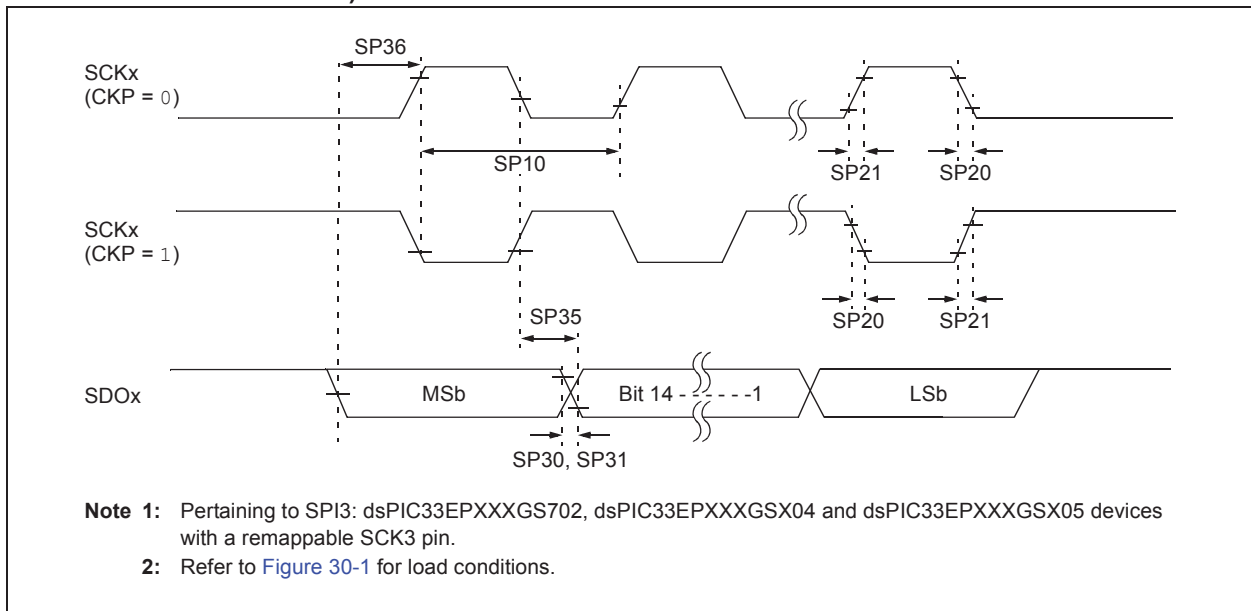 SP36
SCKx
(CKP = 0)
SP10
SP21
SP20
SCKx
(CKP = 1)
SP35
SP20
SP21
SDOx
MSb
Bit 14 - - - - - -1
LSb
SP30, SP31
Note 1: Pertaining to SPI3: dsPIC33EPXXXGS702, dsPIC33EPXXXGSX04 and dsPIC33EPXXXGSX05 devices
with a remappable SCK3 pin.
2: Refer to Figure 30-1 for load conditions.